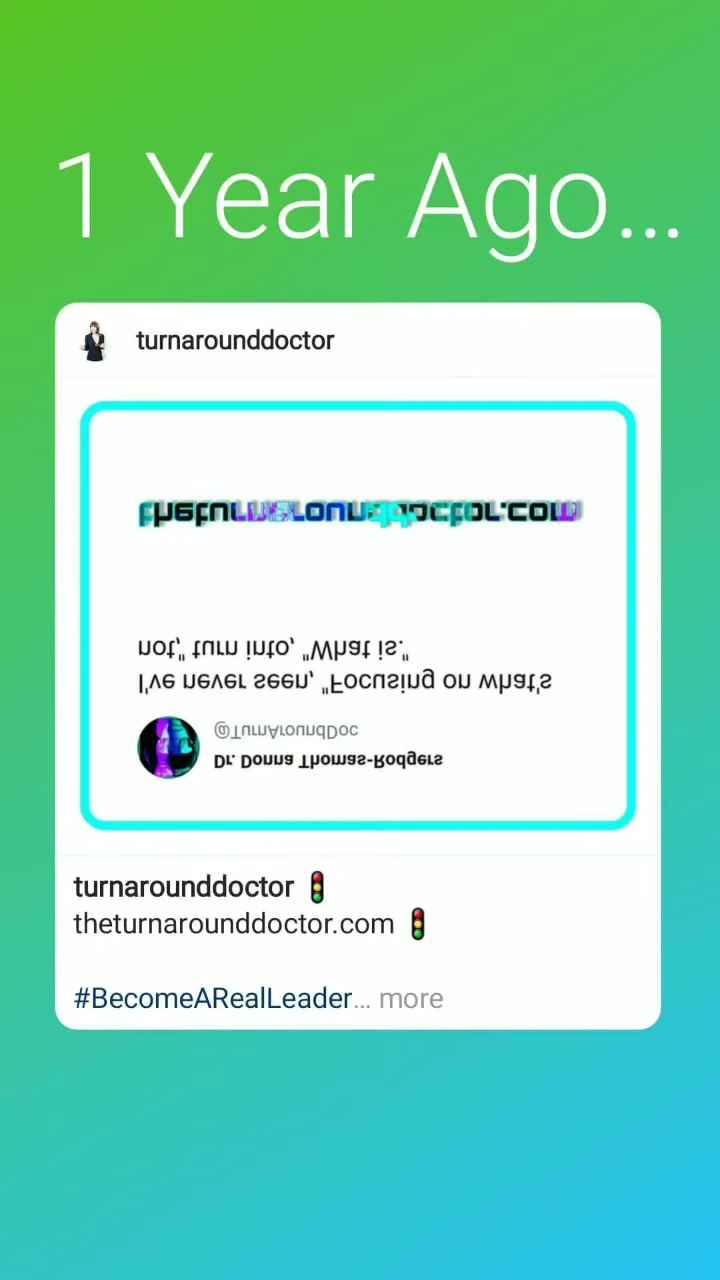 1 Year Ago...
turnarounddoctor
Dr. Donna Thomas-Rodgers
@TurnAroundDoc
I've never seen, "Focusing on what's
not," turn into, "What is."
theturnarounddoctor.com
turnarounddoctor 🚦
theturnarounddoctor.com 🚦
#BecomeARealLeader... more